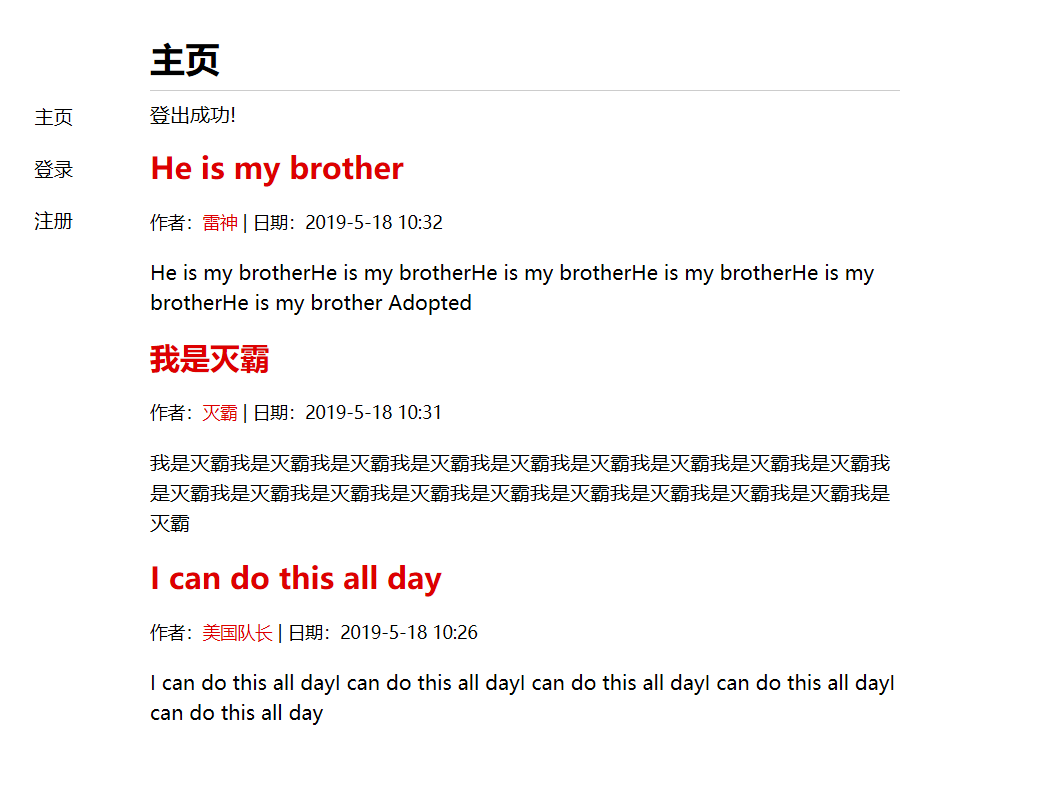 主页
主页
登录
注册
登出成功!
He is my brother
作者：雷神 | 日期：2019-5-18 10:32
He is my brotherHe is my brotherHe is my brotherHe is my brotherHe is my
brotherHe is my brother Adopted
我是灭霸
作者：灭霸 | 日期：2019-5-18 10:31
我是灭霸我是灭霸我是灭霸我是灭霸我是灭霸我是灭霸我是灭霸我是灭霸我是灭霸我
是灭霸我是灭霸我是灭霸我是灭霸我是灭霸我是灭霸我是灭霸我是灭霸我是灭霸我是
灭霸
I can do this all day
作者：美国队长 | 日期：2019-5-18 10:26
I can do this all dayI can do this all dayI can do this all dayI can do this all dayI
can do this all day